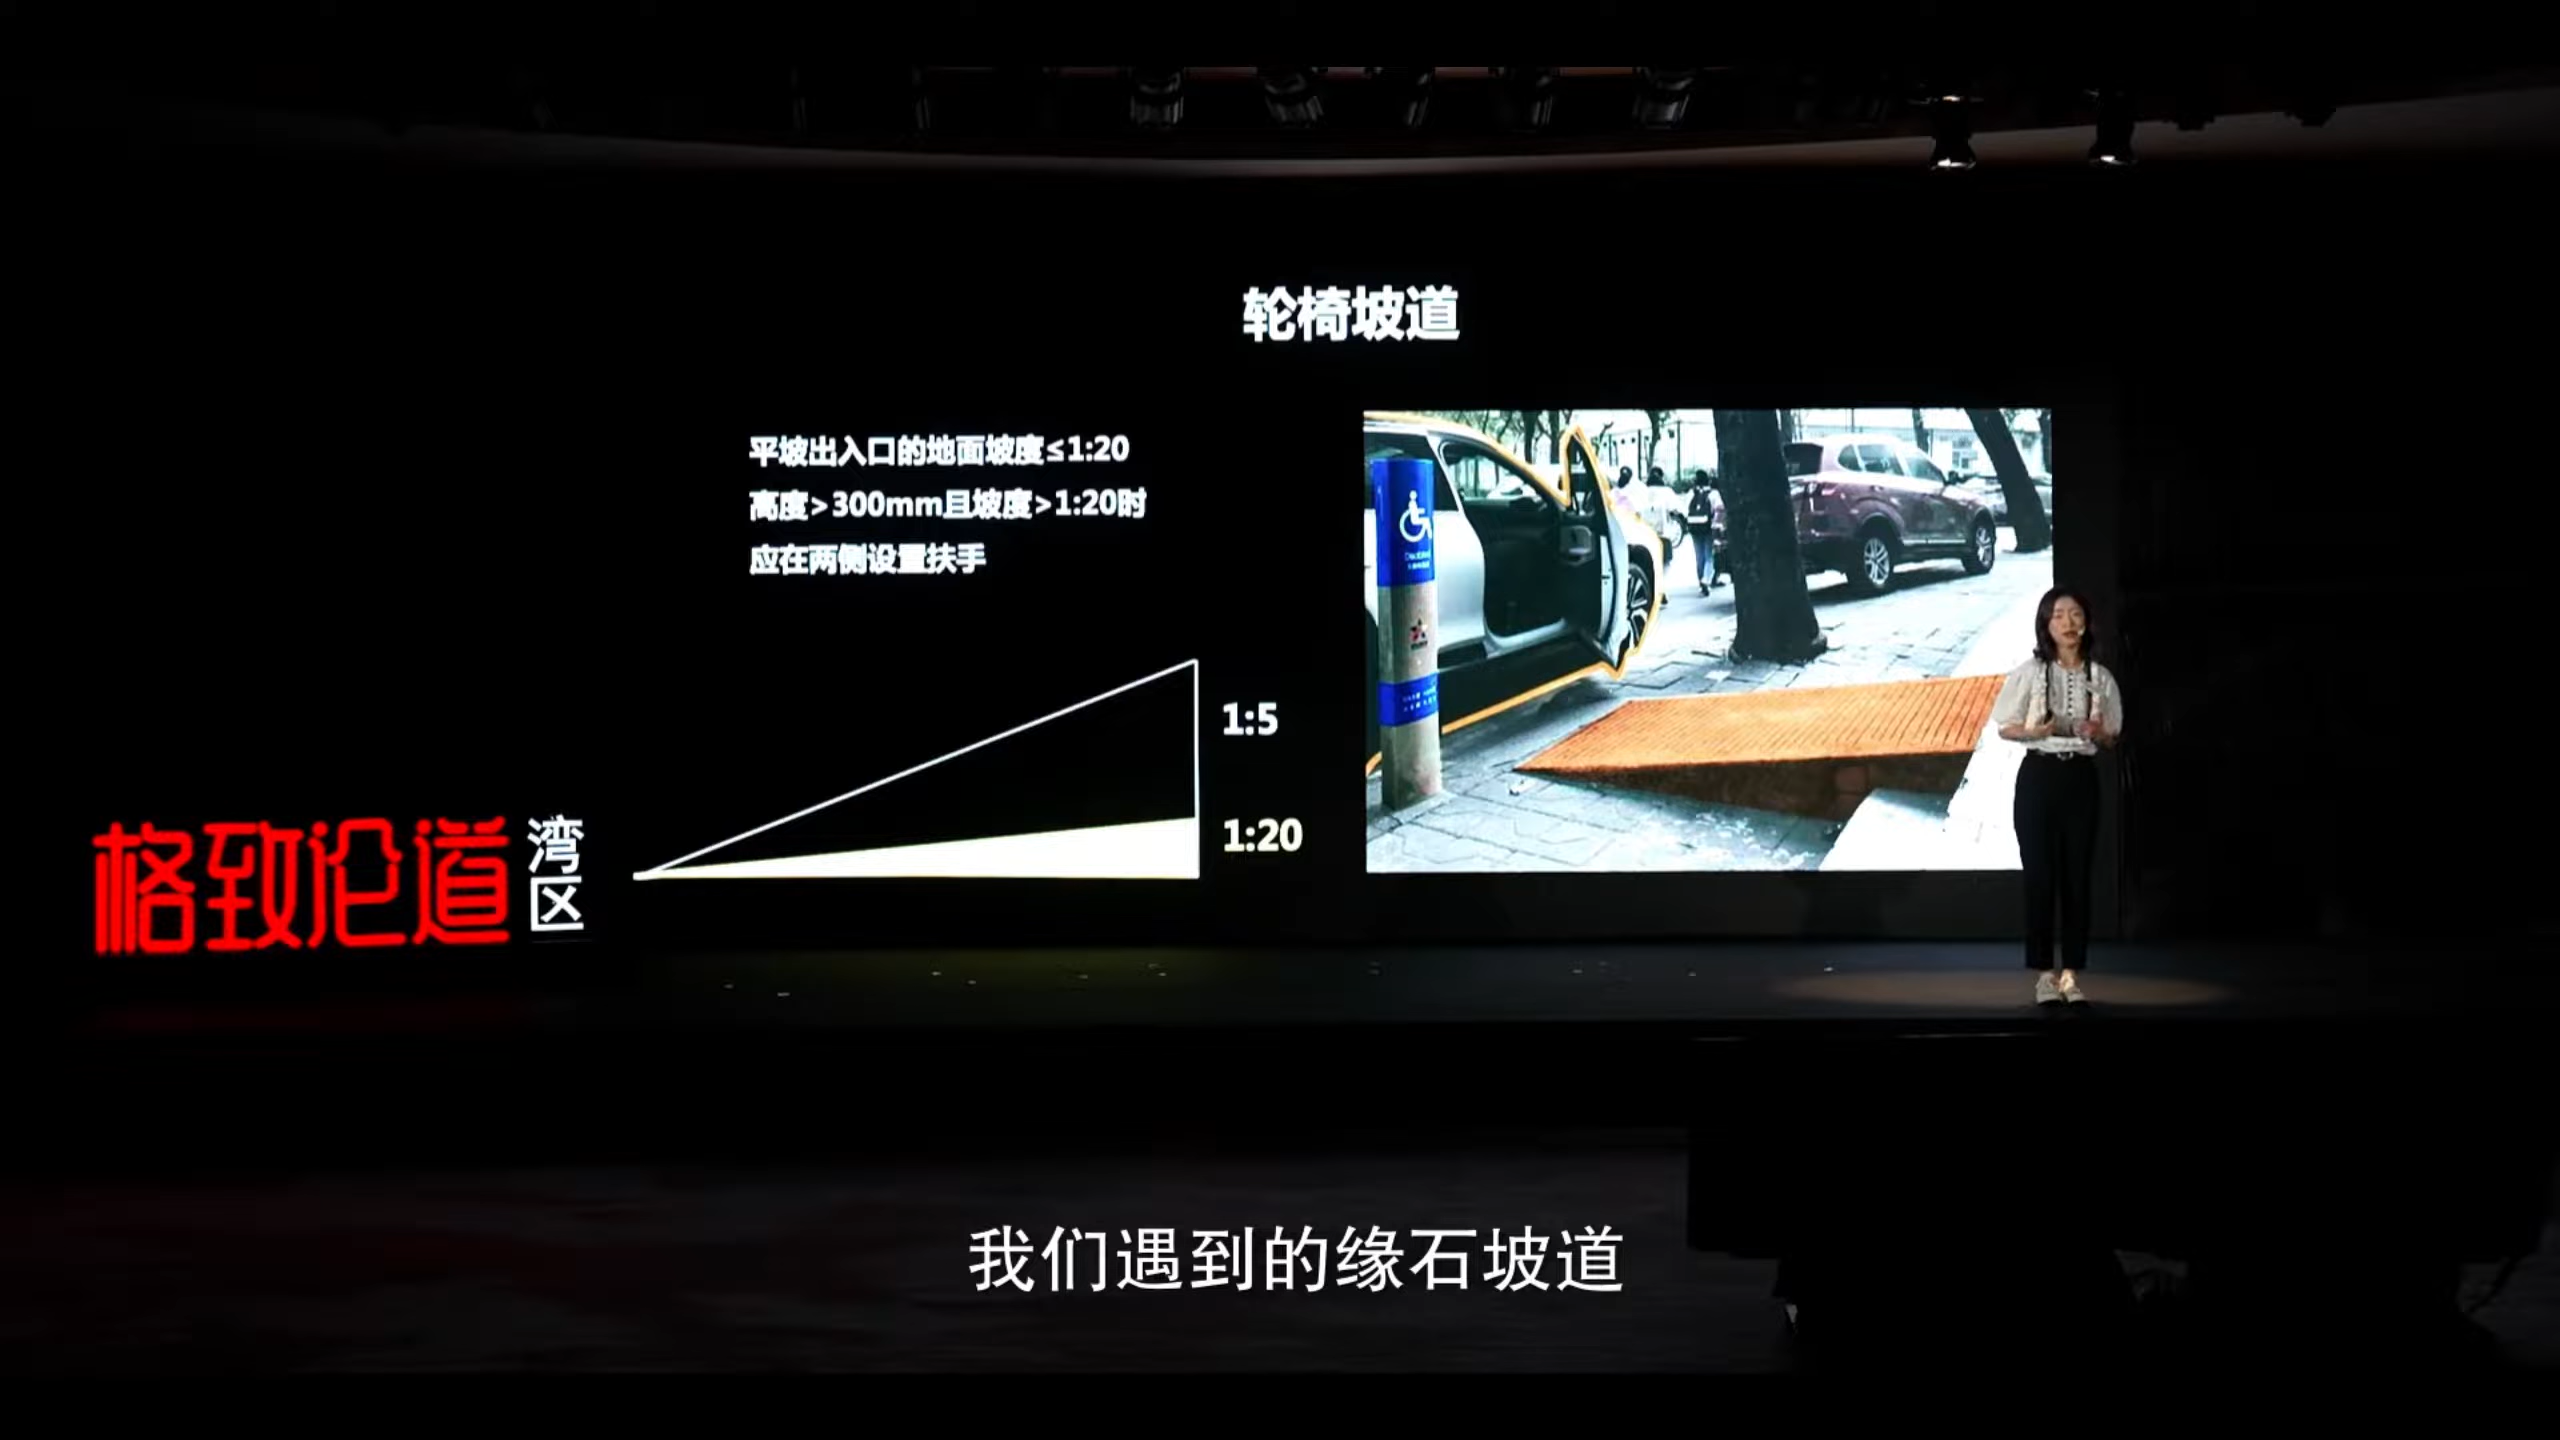 轮椅坡道
平坡出入口的地面坡度≤1:20
高度>300mm且坡度>1:20时
应在两侧设置扶手
1:5
1:20
格致论道
湾区
我们遇到的缘石坡道